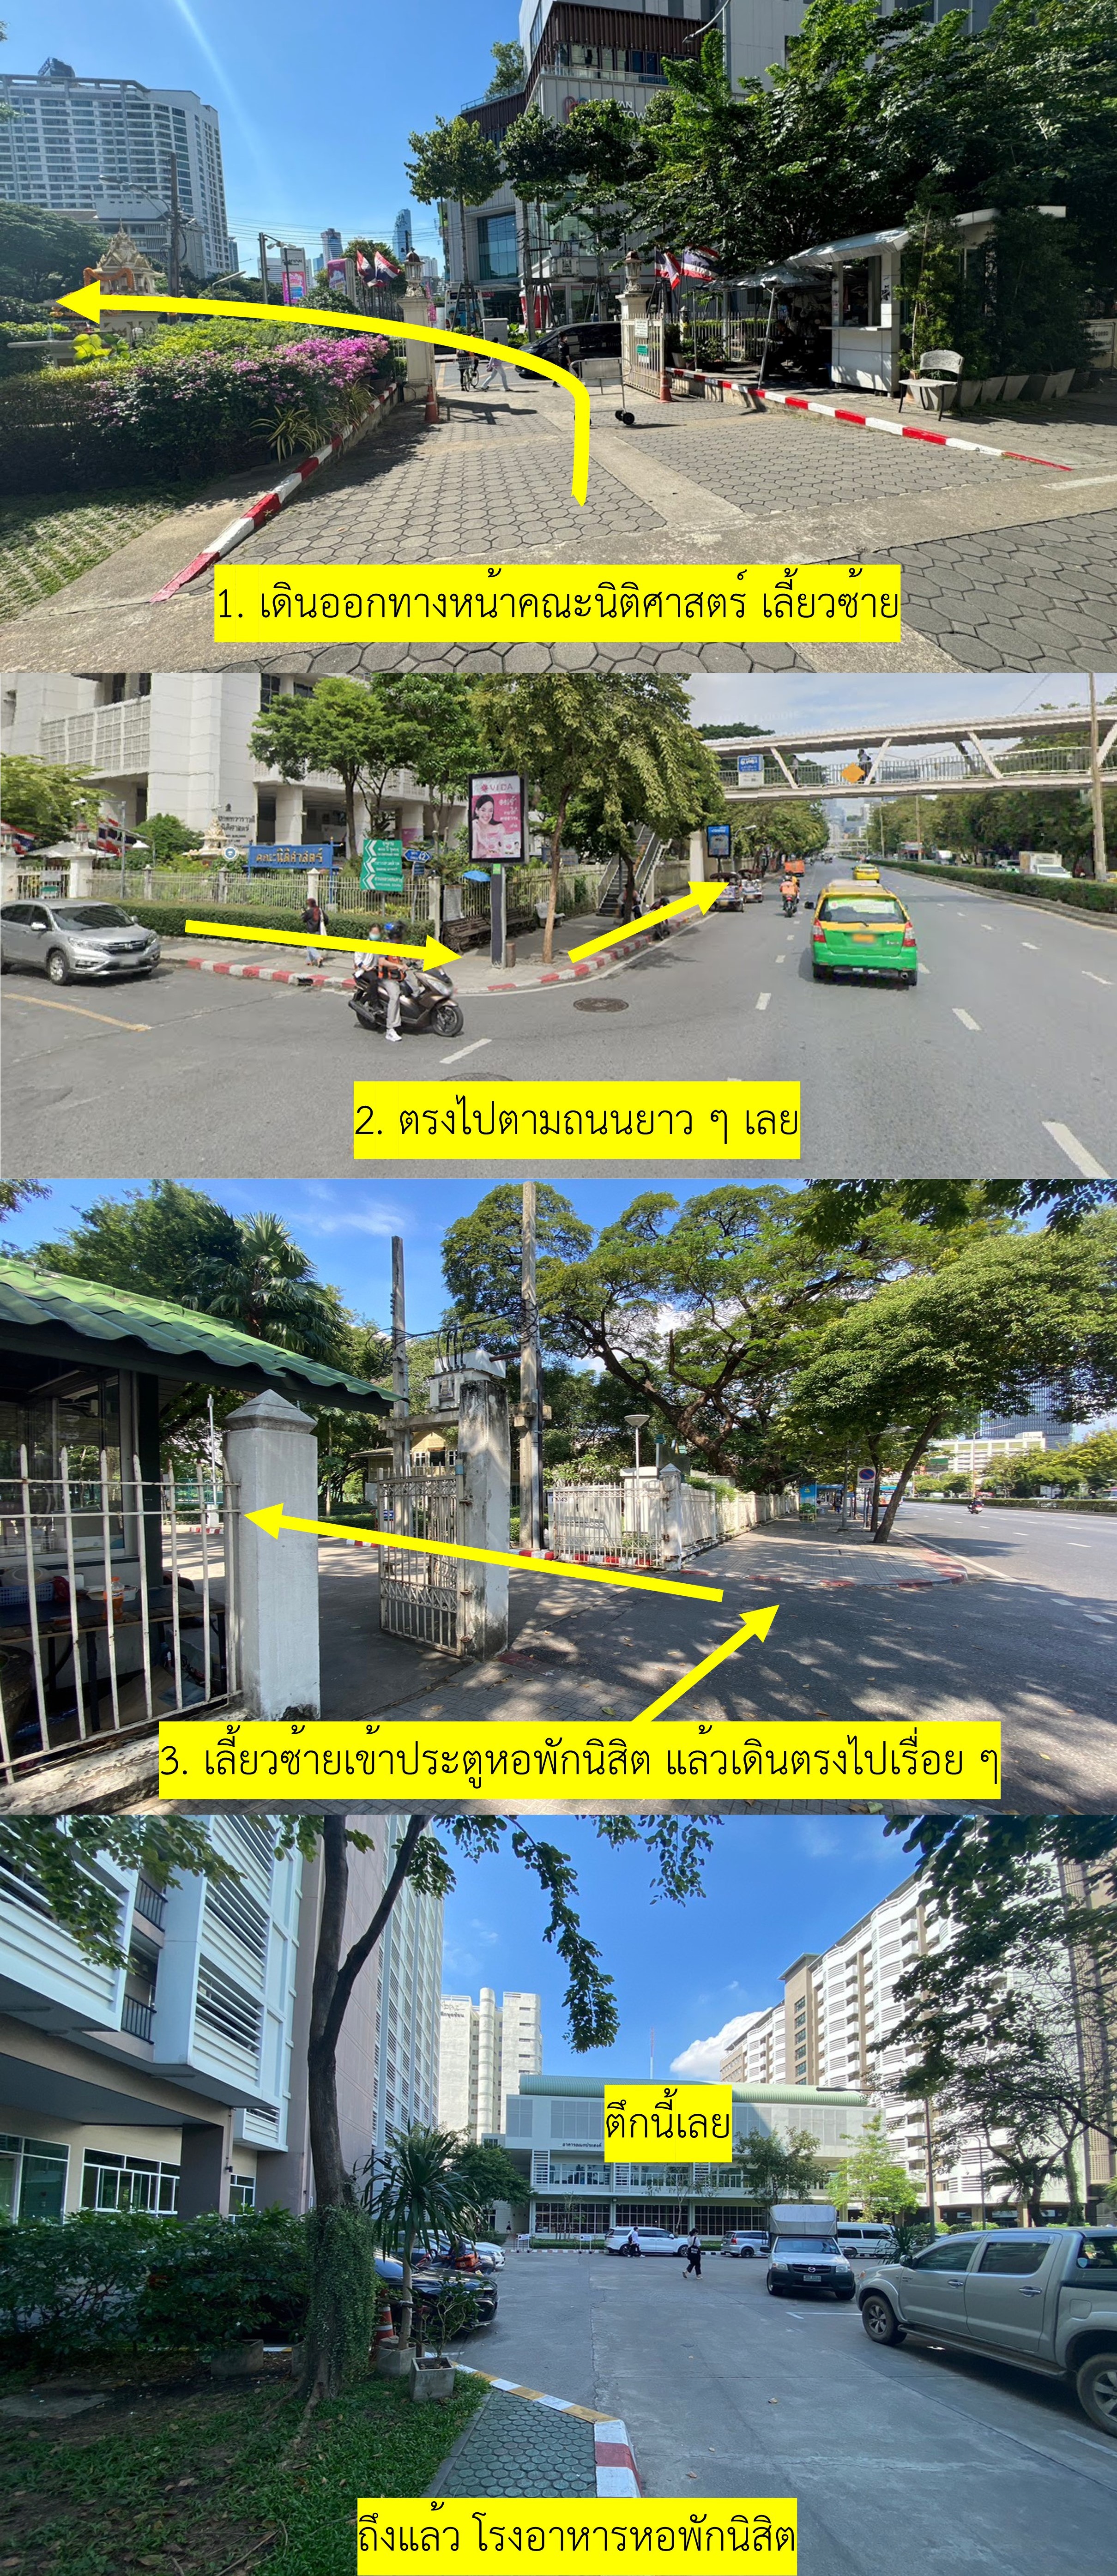 1. เดินออกทางหน้าคณะนิติศาสตร์ เลี้ยวซ้าย
VIDA
คณะนิติศาสตร์
42
2. ตรงไปตามถนนยาว ๆ เลย
3. เลี้ยวซ้ายเข้าประตูหอพักนิสิต แล้วเดินตรงไปเรื่อย ๆ
ตึกนี้เลย
ถึงแล้ว โรงอาหารหอพักนิสิต